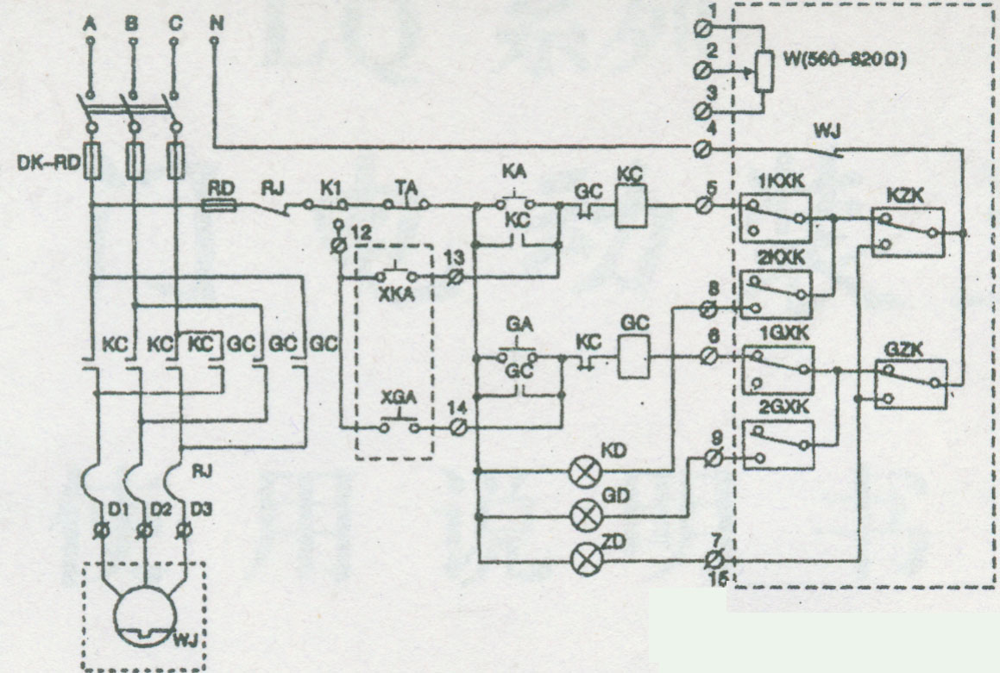 A B C N
1
2
W(560–820Ω)
3
4
WJ
DK–RD
RD RJ K1 TA KA GC KC 5 1KXK KZK
KC
12
13
2KXK
XKA
8
KC KC KC GC GC GC
GA KC GC 6 1GXK GZK
GC
XGA 14
2GXK
9
KD
RJ
GD
D1 D2 D3
ZD 7
15
WJ